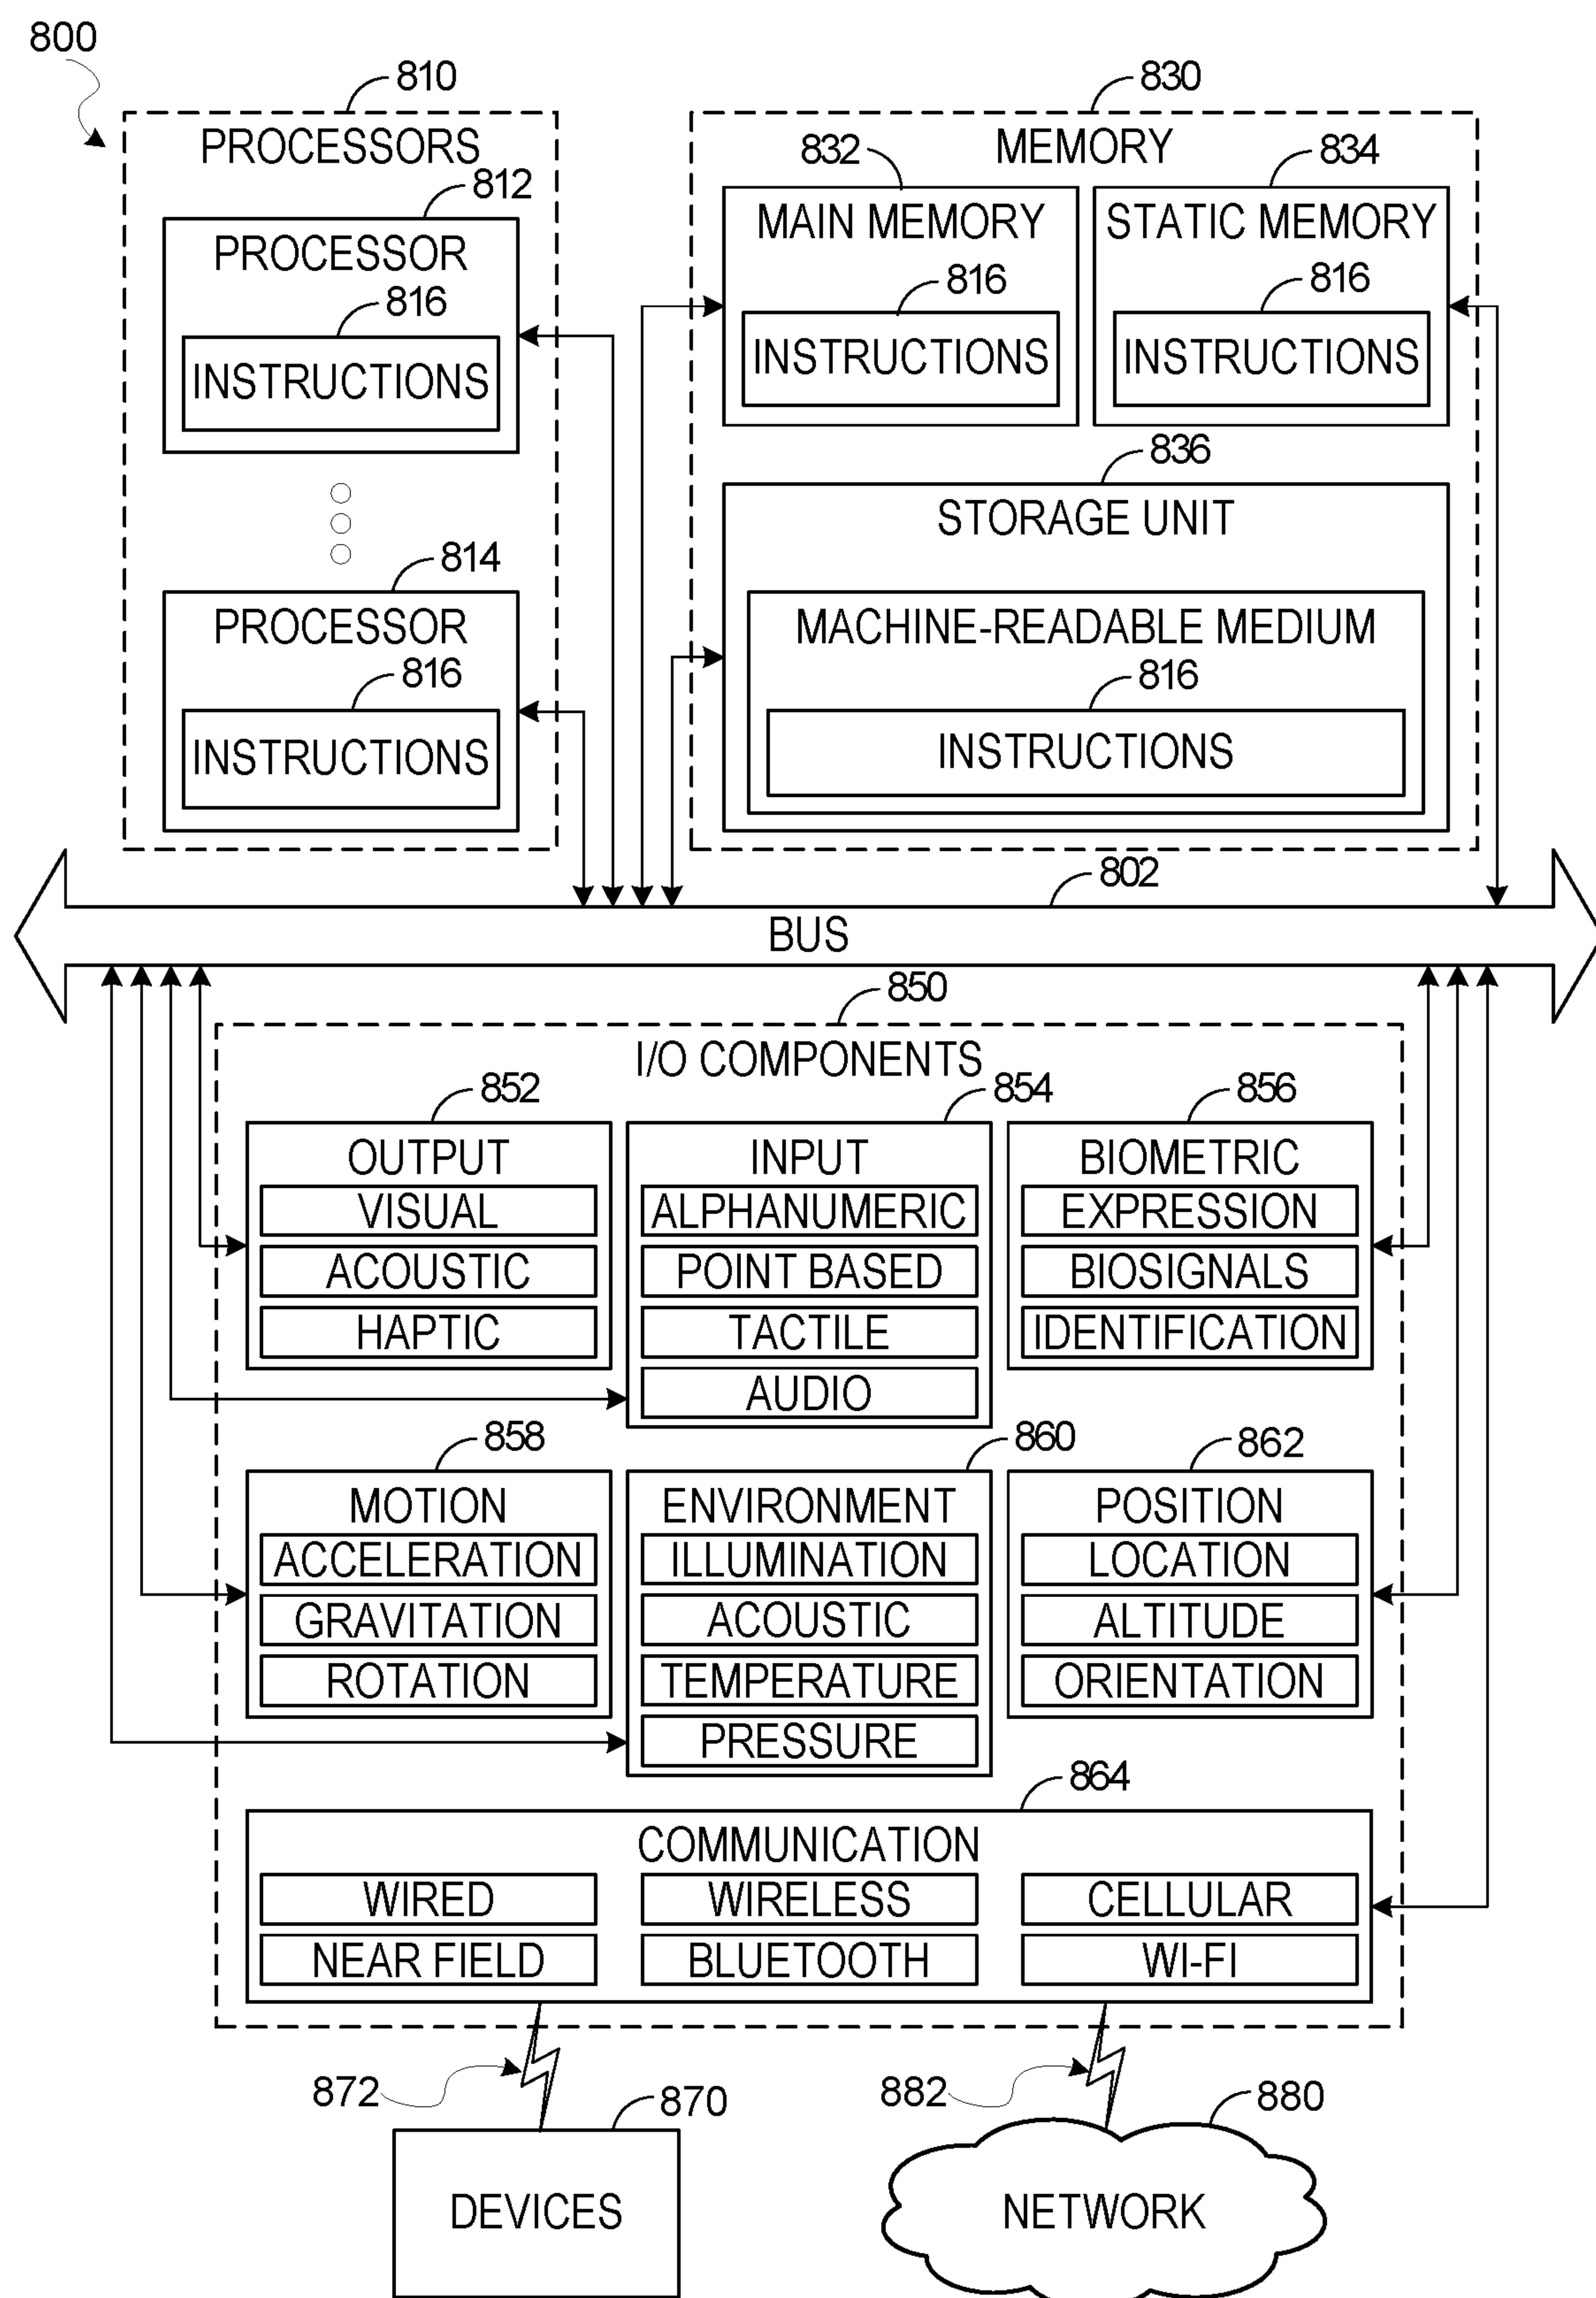 800
810
830
PROCESSORS
MEMORY
832
834
812
MAIN MEMORY
STATIC MEMORY
PROCESSOR
816
816
816
INSTRUCTIONS
INSTRUCTIONS
INSTRUCTIONS
836
STORAGE UNIT
814
PROCESSOR
MACHINE-READABLE MEDIUM
816
816
INSTRUCTIONS
INSTRUCTIONS
802
BUS
850
I/O COMPONENTS
852
854
856
OUTPUT
VISUAL
ACOUSTIC
HAPTIC
INPUT
ALPHANUMERIC
POINT BASED
TACTILE
AUDIO
BIOMETRIC
EXPRESSION
BIOSIGNALS
IDENTIFICATION
858
860
862
MOTION
ACCELERATION
GRAVITATION
ROTATION
ENVIRONMENT
ILLUMINATION
ACOUSTIC
TEMPERATURE
PRESSURE
POSITION
LOCATION
ALTITUDE
ORIENTATION
864
COMMUNICATION
WIRED
WIRELESS
CELLULAR
NEAR FIELD
BLUETOOTH
WI-FI
872
870
882
880
DEVICES
NETWORK